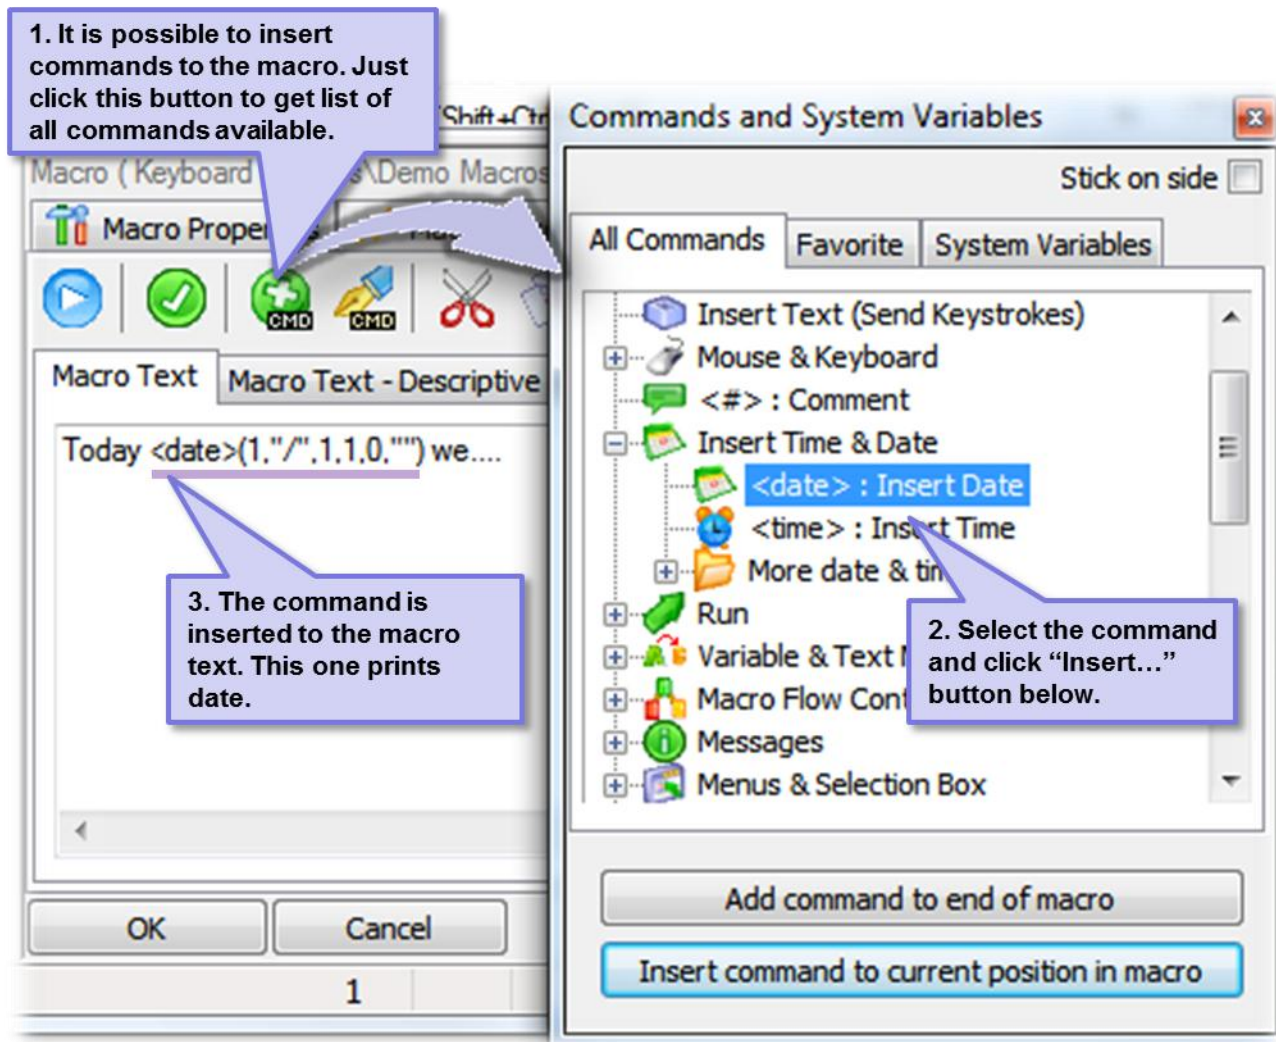 1. It is possible to insert
commands to the macro. Just
click this button to get list of
all commands available.
Shift+Ctr
Commands and System Variables
Macro ( Keyboard
s\Demo Macros
Stick on side
Macro Proper
All Commands
Favorite
System Variables
CMD
CMD
Insert Text (Send Keystrokes)
Mouse & Keyboard
<#> : Comment
Insert Time & Date
<date> : Insert Date
<time> : Insert Time
More date & tim
Run
Variable & Text
Macro Flow Cont
Messages
Menus & Selection Box
Macro Text
Macro Text - Descriptive
Today <date>(1,"/",1,1,0,"") we....
3. The command is
inserted to the macro
text. This one prints
date.
2. Select the command
and click “Insert...”
button below.
OK
Cancel
1
Add command to end of macro
Insert command to current position in macro